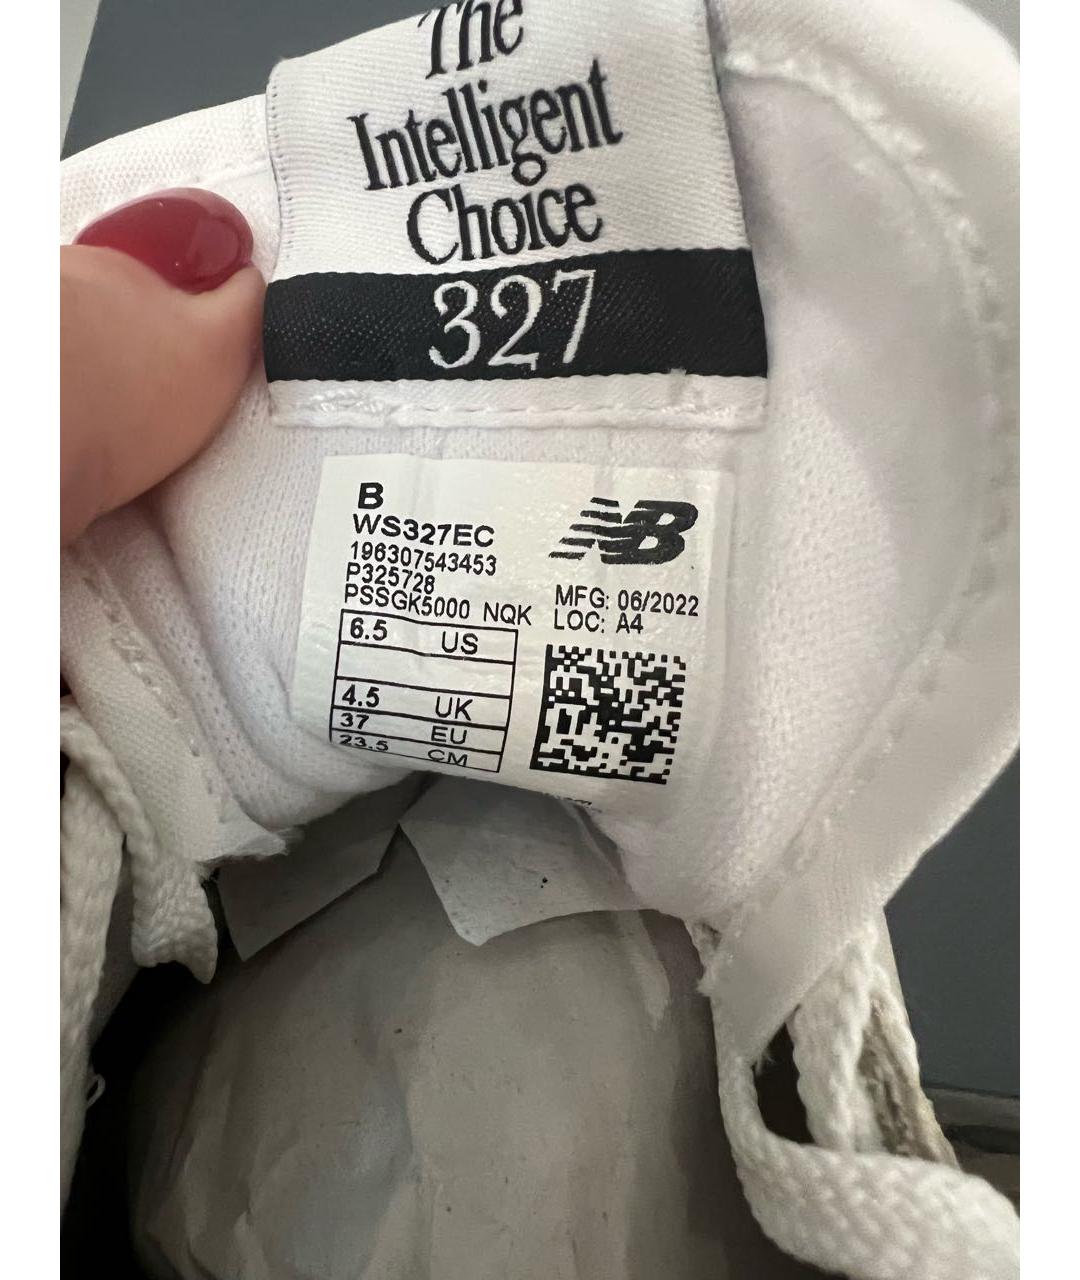 The
Intelligent
Choice
327
B
WS327EC
196307543453
P325728
PSSGK5000 NQK
NB
MFG: 06/2022
LOC: A4
6.5 US
4.5 UK
37 EU
23.5 CM